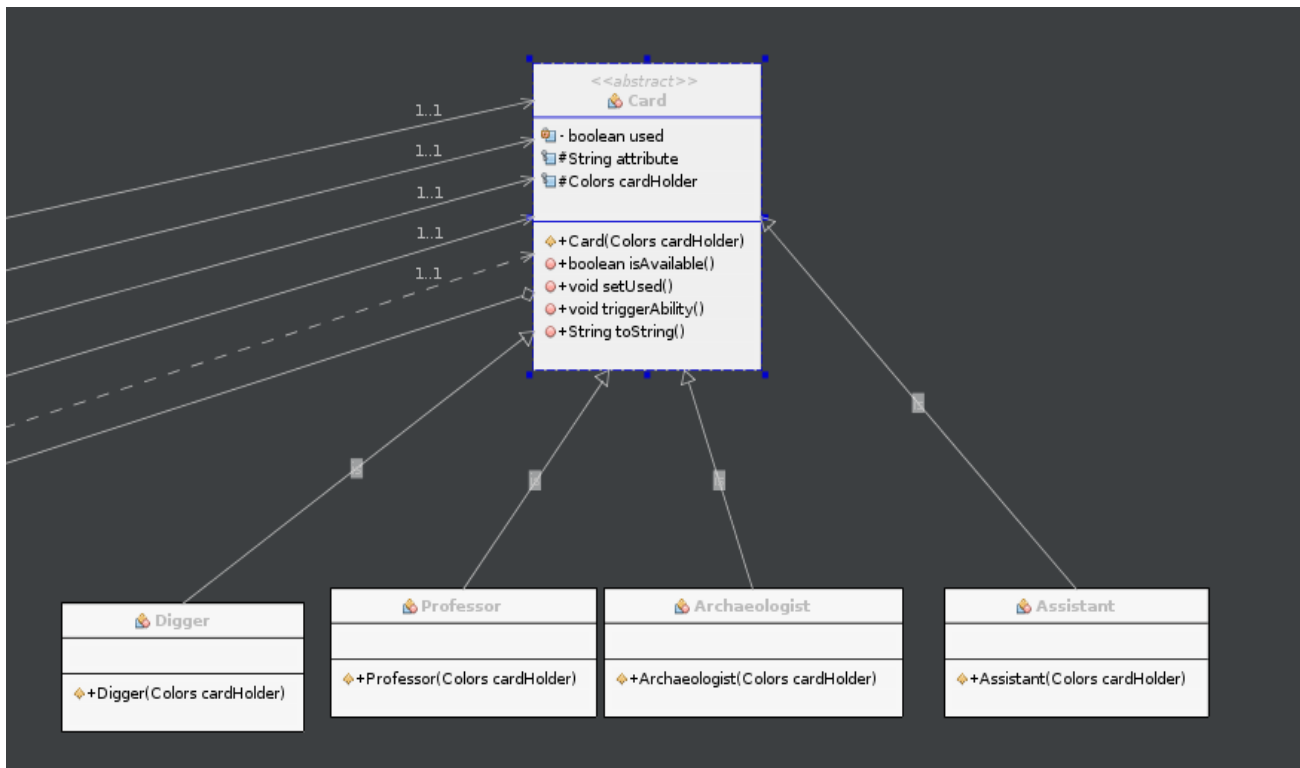 <<abstract>>
Card
- boolean used
#String attribute
#Colors cardHolder
+Card(Colors cardHolder)
+boolean isAvailable()
+void setUsed()
+void triggerAbility()
+String toString()
1..1
1..1
1..1
1..1
1..1
Digger
+Digger(Colors cardHolder)
Professor
+Professor(Colors cardHolder)
Archaeologist
+Archaeologist(Colors cardHolder)
Assistant
+Assistant(Colors cardHolder)